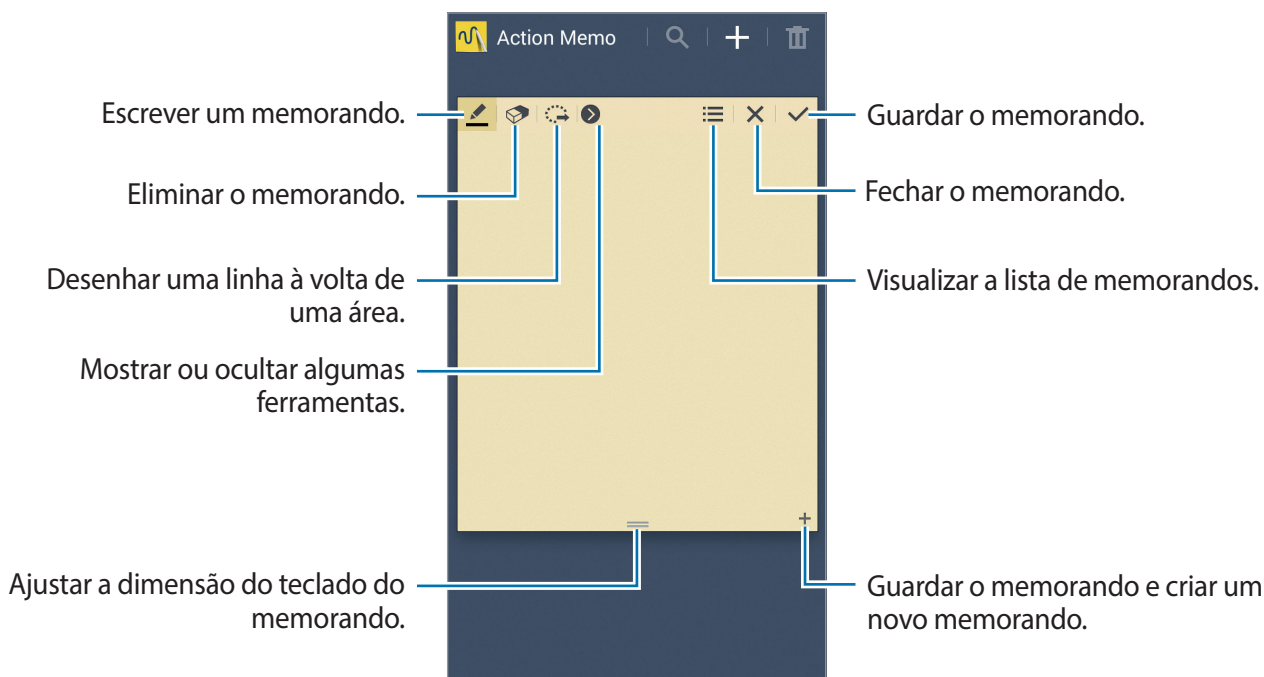 Action Memo
Escrever um memorando.
Eliminar o memorando.
Desenhar uma linha à volta de
uma área.
Mostrar ou ocultar algumas
ferramentas.
Ajustar a dimensão do teclado do
memorando.
Guardar o memorando.
Fechar o memorando.
Visualizar a lista de memorandos.
Guardar o memorando e criar um
novo memorando.